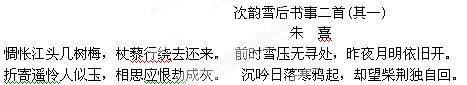 次韵雪后书事二首(其一)
朱 熹
惆怅江头几树梅，杖藜行绕去还来。 前时雪压无寻处，昨夜月明依旧开。
折寄遥怜人似玉，相思应恨劫成灰。 沉吟日落寒鸦起，却望柴荆独自回。